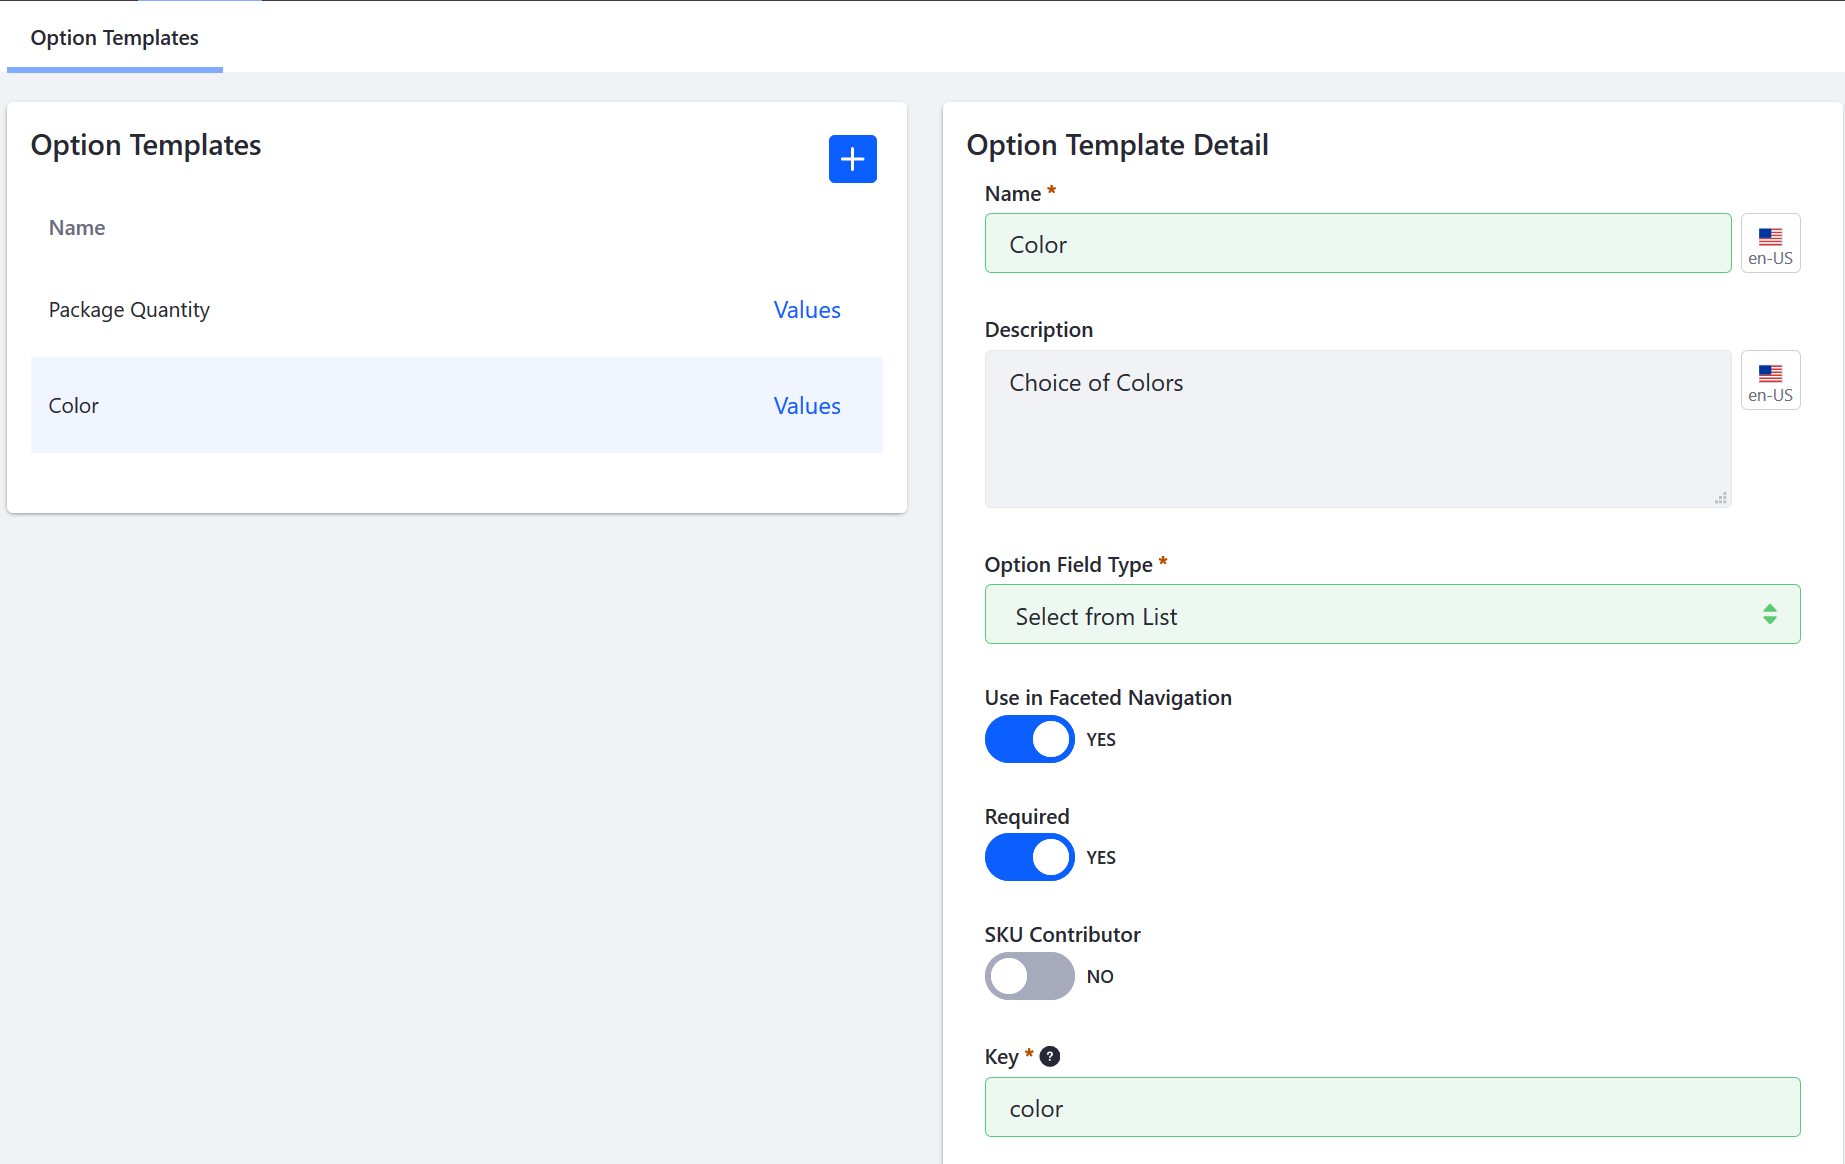 Option Templates
Option Templates
Name
Package Quantity Values
Color Values
Option Template Detail
Name *
Color
en-US
Description
Choice of Colors
en-US
Option Field Type *
Select from List
Use in Faceted Navigation
YES
Required
YES
SKU Contributor
NO
Key * ?
color